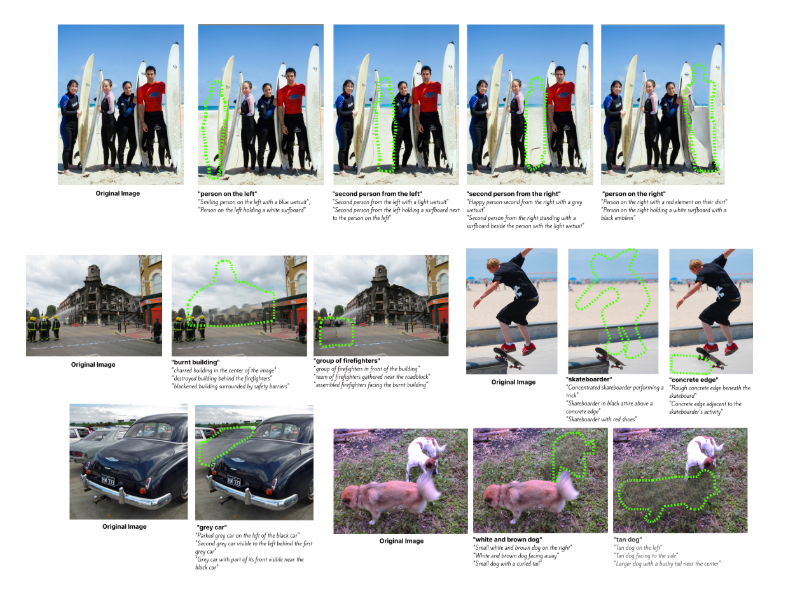 Original Image
"person on the left"
"Smiling person on the left with a blue wetsuit",
"Person on the left holding a white surfboard"
"second person from the left"
"Second person from the left with a light wetsuit"
"Second person from the left holding a surfboard next
to the person on the left"
"second person from the right"
"Happy person second from the right with a grey
wetsuit"
"Second person from the right standing with a
surfboard beside the person with the light wetsuit"
"person on the right"
"Person on the right with a red element on their shirt"
"Person on the right holding a white surfboard with a
black emblem"
Original Image
"burnt building"
"charred building in the center of the image"
"destroyed building behind the firefighters"
"blackened building surrounded by safety barriers"
"group of firefighters"
"group of firefighters in front of the building"
"team of firefighters gathered near the roadblock"
"assembled firefighters facing the burnt building"
Original Image
"skateboarder"
"Concentrated skateboarder performing a
trick"
"Skateboarder in black attire above a
concrete edge"
"Skateboarder with red shoes"
"concrete edge"
"Rough concrete edge beneath the
skateboard"
"Concrete edge adjacent to the
skateboarder's activity"
Original Image
"grey car"
"Parked grey car on the left of the black car"
"Second grey car visible to the left behind the first
grey car"
"Grey car with part of its front visible near the
black car"
Original Image
"white and brown dog"
"Small white and brown dog on the right"
"White and brown dog facing away"
"Small dog with a curled tail"
"tan dog"
"Tan dog on the left"
"Tan dog facing to the side"
"Larger dog with a bushy tail near the center"